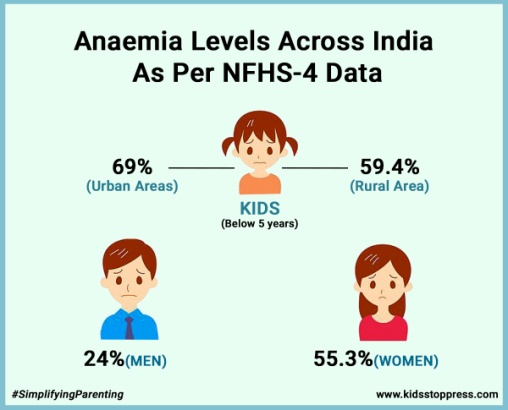 Anaemia Levels Across India
As Per NFHS-4 Data
69%
(Urban Areas)
59.4%
(Rural Area)
KIDS
(Below 5 years)
24%(MEN)
55.3%(WOMEN)
#SimplifyingParenting
www.kidsstoppress.com